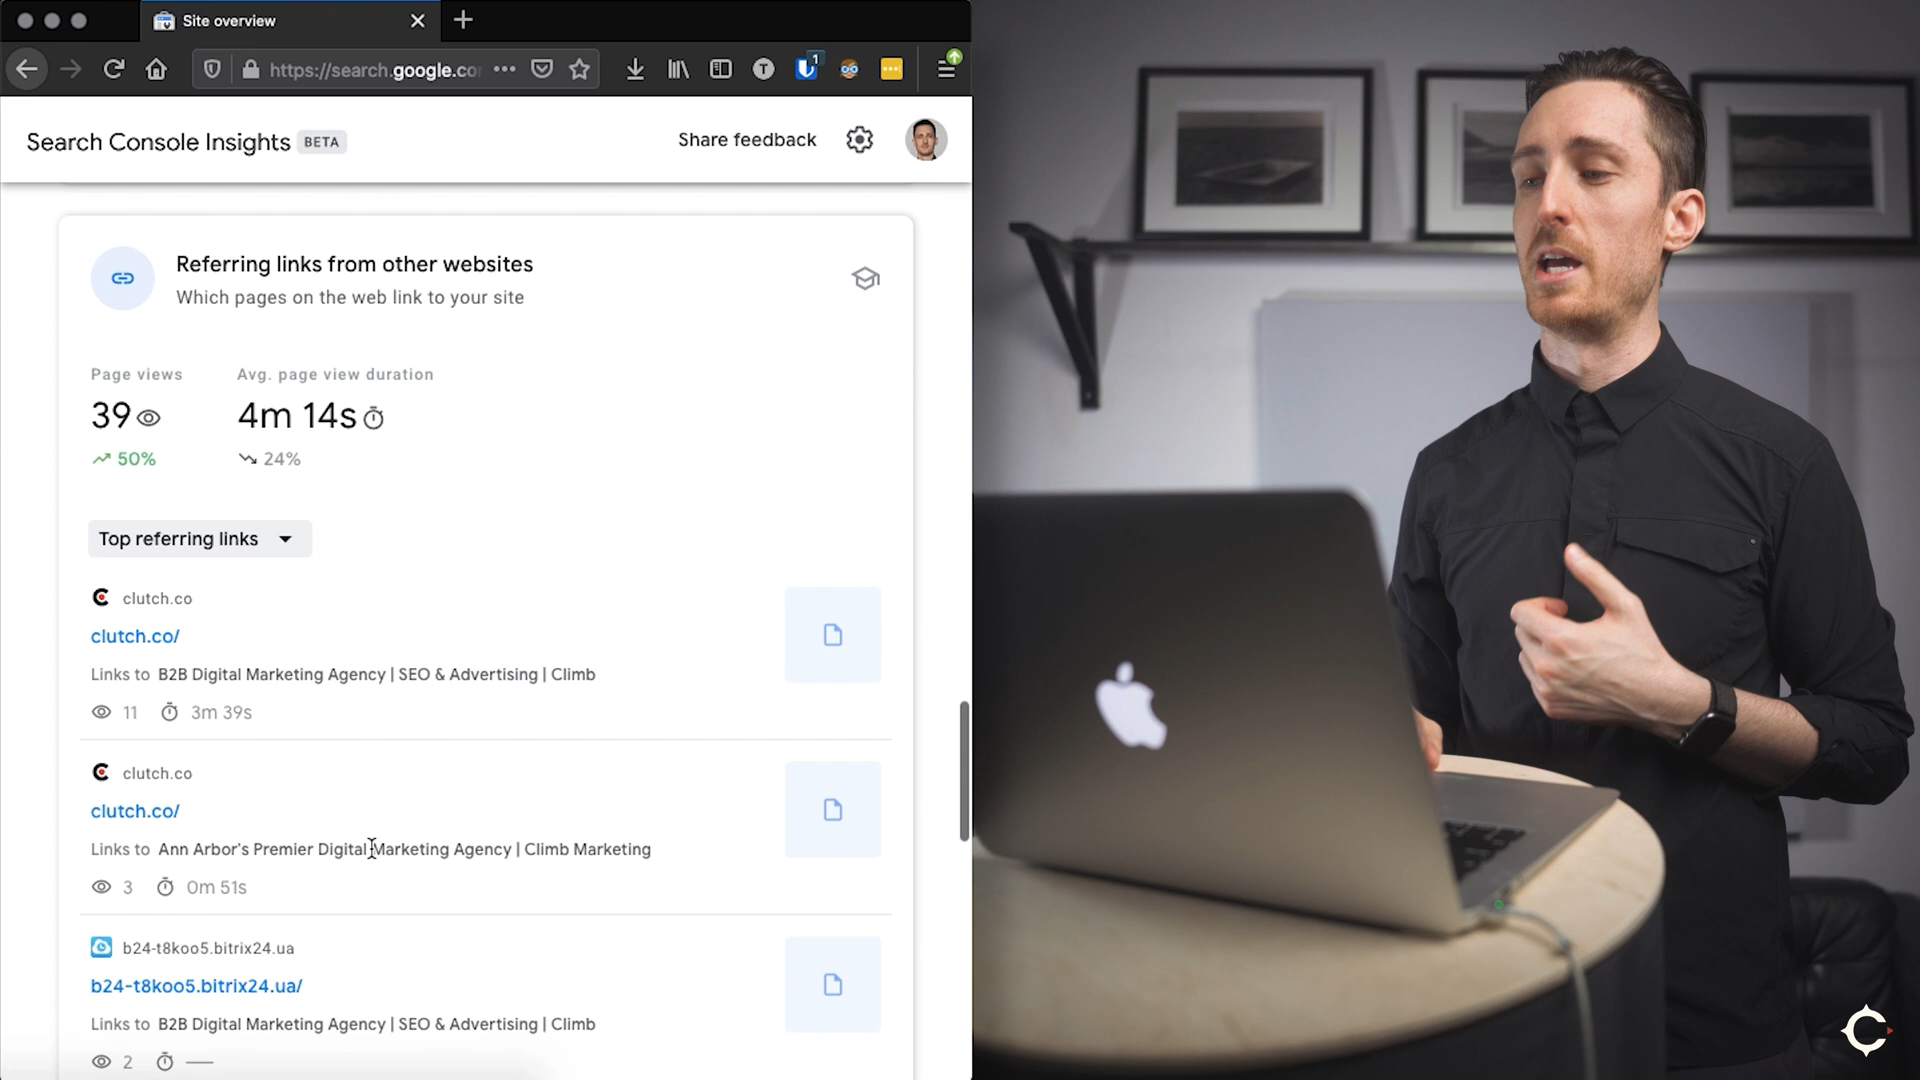 Site overview
https://search.google.co
1
T
Search Console Insights BETA
Share feedback
Referring links from other websites
Which pages on the web link to your site
Page views
Avg. page view duration
39
4m 14s
50%
24%
Top referring links
clutch.co
clutch.co/
Links to B2B Digital Marketing Agency | SEO & Advertising | Climb
11 3m 39s
clutch.co
clutch.co/
Links to Ann Arbor's Premier Digital Marketing Agency | Climb Marketing
3 0m 51s
b24-t8koo5.bitrix24.ua
b24-t8koo5.bitrix24.ua/
Links to B2B Digital Marketing Agency | SEO & Advertising | Climb
2 —